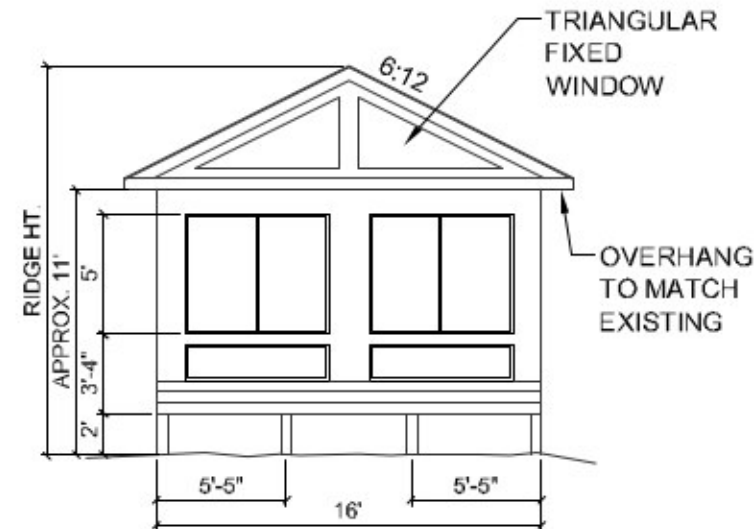 TRIANGULAR
FIXED
WINDOW
6:12
RIDGE HT.
APPROX. 11'
5'
3'-4"
2'
OVERHANG
TO MATCH
EXISTING
5'-5"
5'-5"
16'